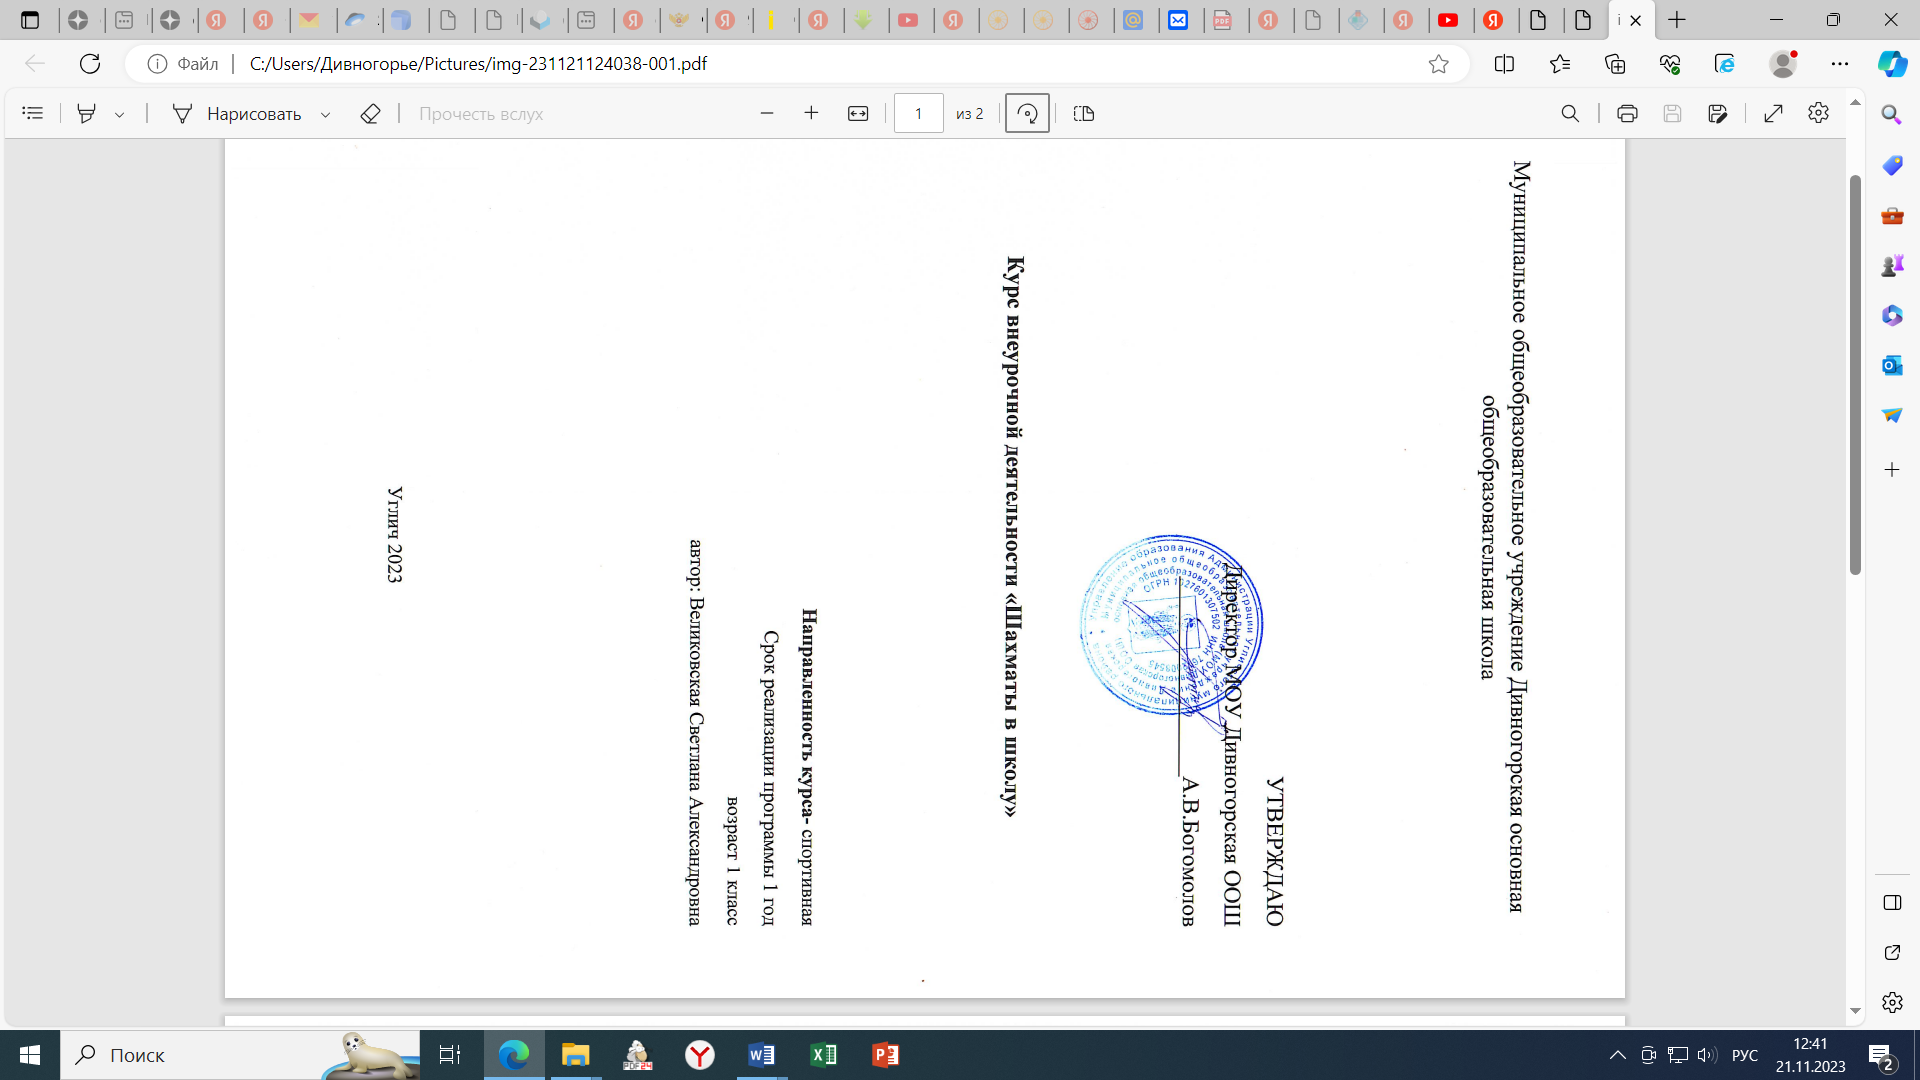 Файл
C:/Users/Дивногорье/Pictures/img-231121124038-001.pdf
Нарисовать
Прочесть вслух
1
из 2
Муниципальное общеобразовательное учреждение Дивногорская основная
общеобразовательная школа
УТВЕРЖДАЮ
Директор МОУ Дивногорская ООШ
А.В.Богомолов
Курс внеурочной деятельности «Шахматы в школу»
Направленность курса- спортивная
Срок реализации программы 1 год
возраст 1 класс
автор: Великовская Светлана Александровна
Углич 2023
Поиск
РУС
12:41
21.11.2023
2